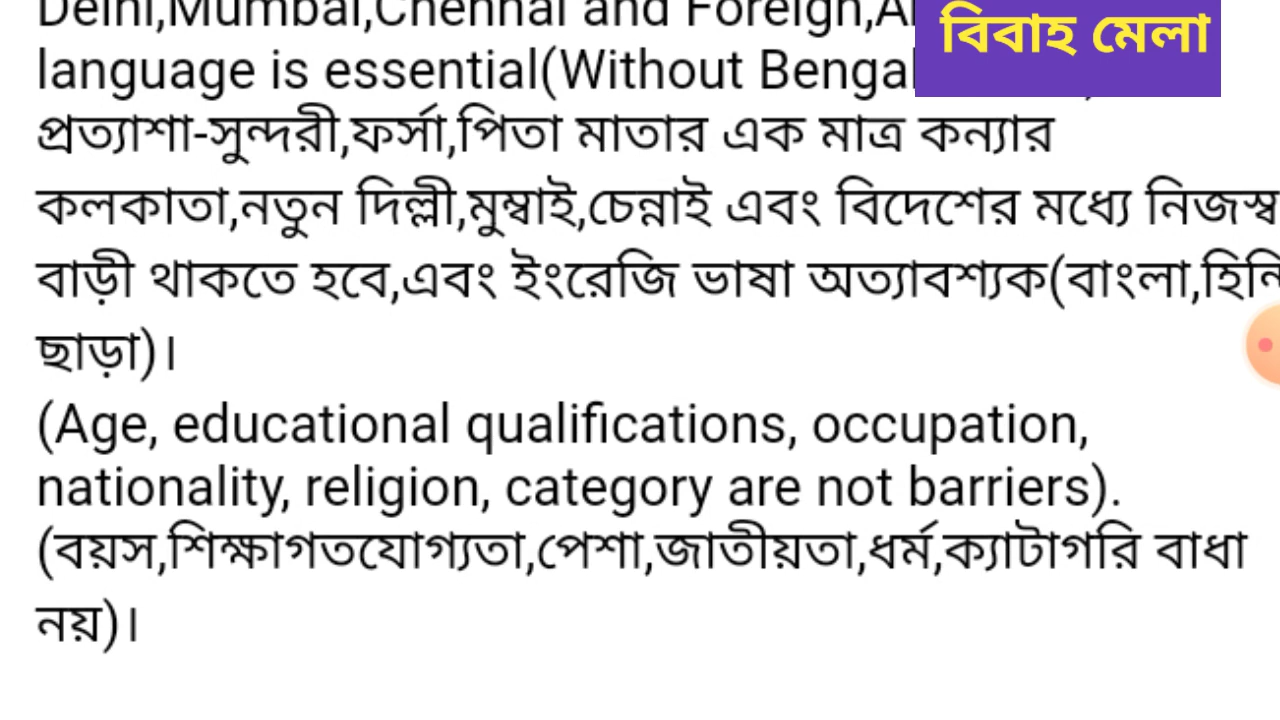 Delhi,Mumbai,Chennai and Foreign,
বিবাহ মেলা
language is essential(Without
প্রত্যাশা-সুন্দরী,ফর্সা,পিতা মাতার এক মাত্র কন্যার
কলকাতা,নতুন দিল্লী,মুম্বাই,চেন্নাই এবং বিদেশের মধ্যে নিজস্ব
বাড়ী থাকতে হবে,এবং ইংরেজি ভাষা অত্যাবশ্যক(বাংলা,
ছাড়া)।
(Age, educational qualifications, occupation,
nationality, religion, category are not barriers).
(বয়স,শিক্ষাগতযোগ্যতা,পেশা,জাতীয়তা,ধর্ম,ক্যাটাগরি বাধা
নয়)।